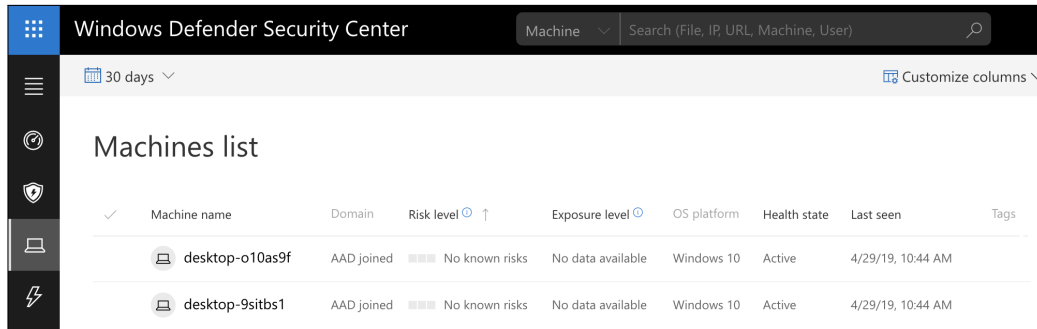 Windows Defender Security Center Machine Search (File, IP, URL, Machine, User)
30 days Customize columns
Machines list
Machine name Domain Risk level Exposure level OS platform Health state Last seen Tags
desktop-o10as9f AAD joined No known risks No data available Windows 10 Active 4/29/19, 10:44 AM
desktop-9sitbs1 AAD joined No known risks No data available Windows 10 Active 4/29/19, 10:44 AM